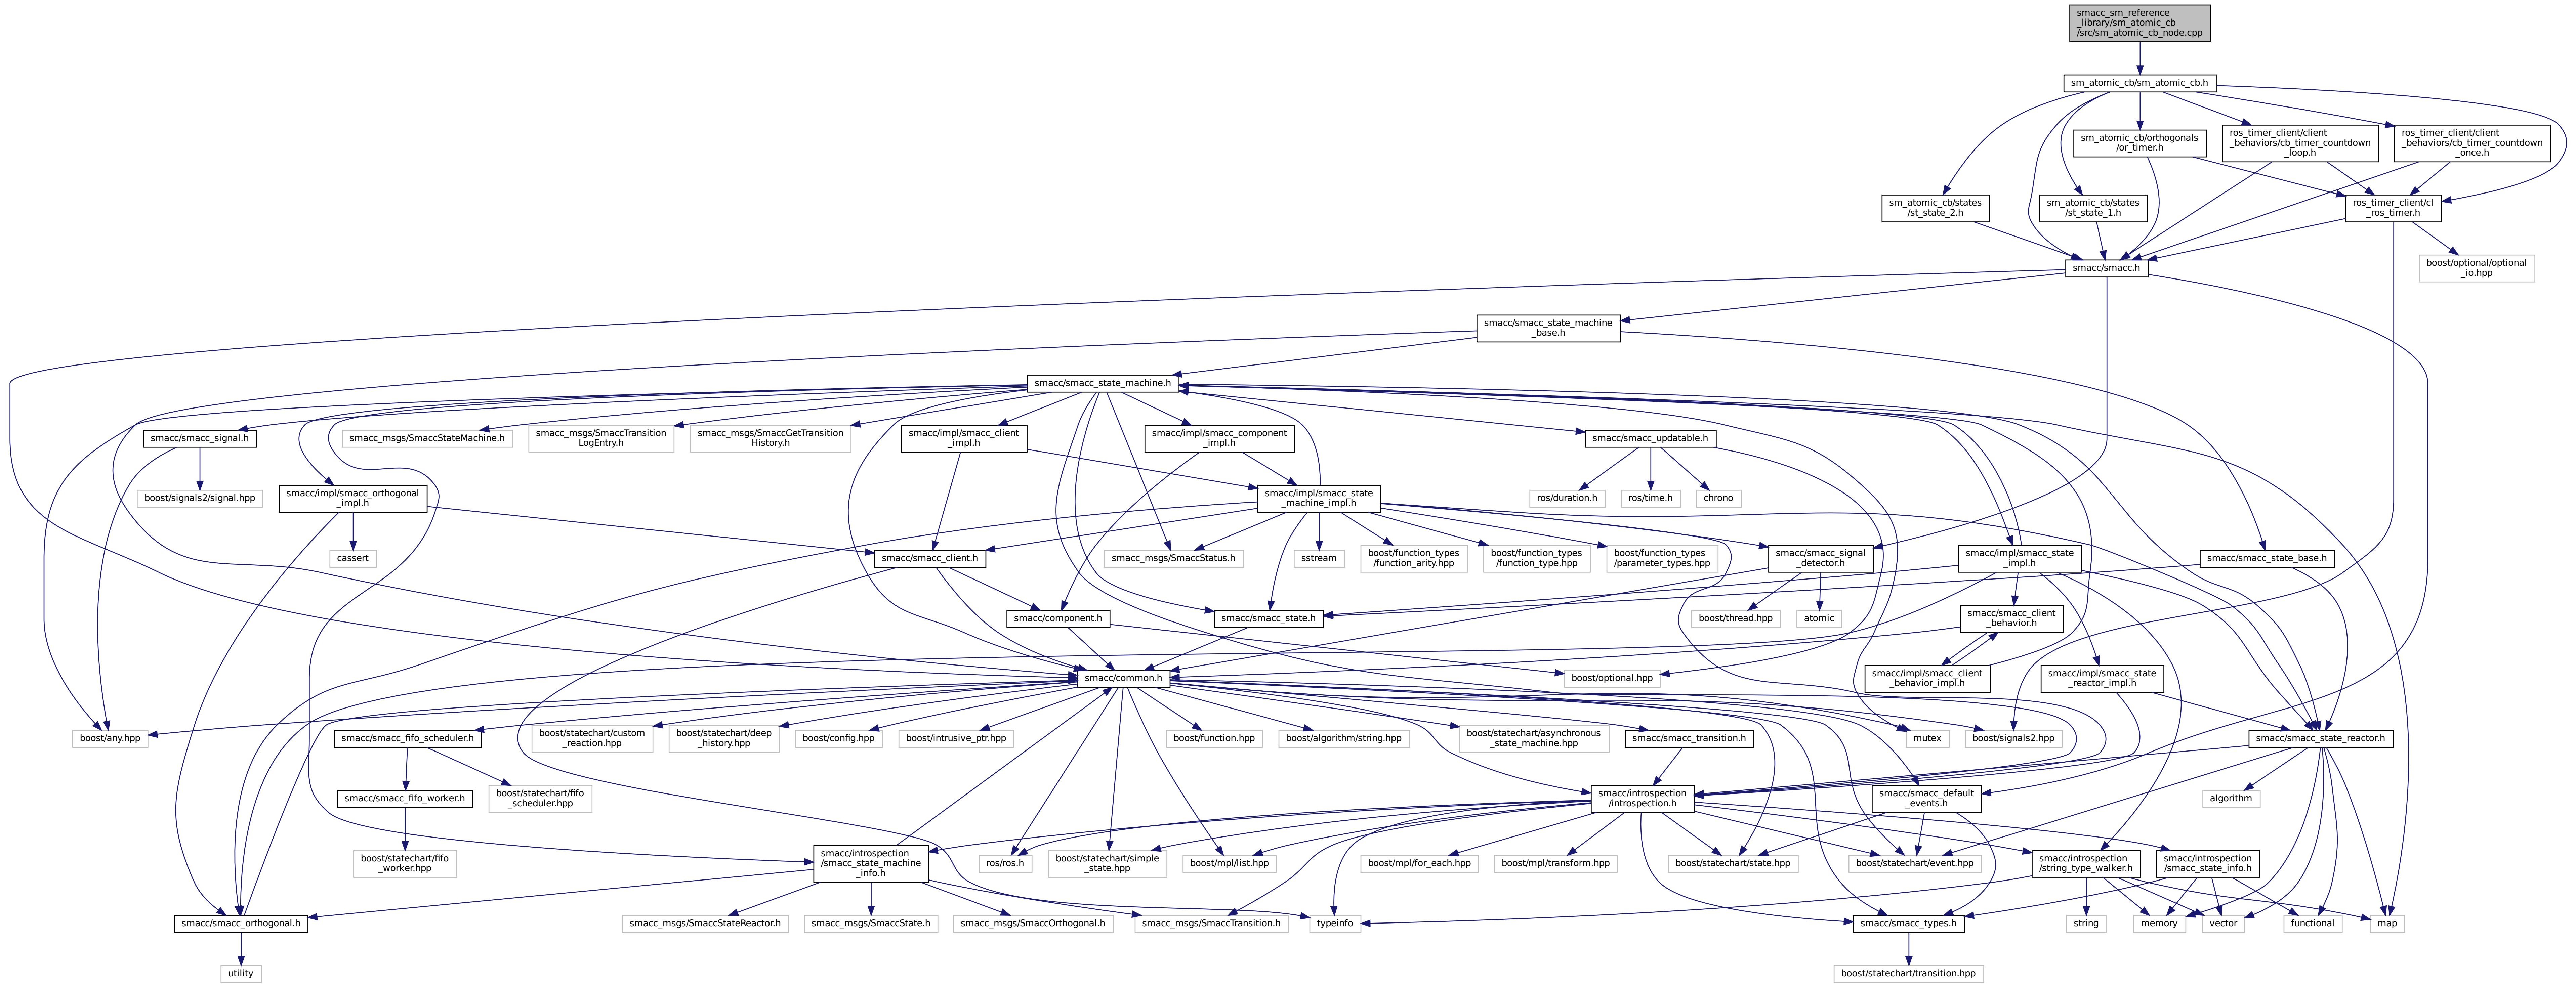 smacc_sm_reference
_library/sm_atomic_cb
/src/sm_atomic_cb_node.cpp
sm_atomic_cb/sm_atomic_cb.h
sm_atomic_cb/orthogonals
/or_timer.h
ros_timer_client/client
_behaviors/cb_timer_countdown
_loop.h
ros_timer_client/client
_behaviors/cb_timer_countdown
_once.h
sm_atomic_cb/states
/st_state_2.h
sm_atomic_cb/states
/st_state_1.h
ros_timer_client/cl
_ros_timer.h
smacc/smacc.h
boost/optional/optional
_io.hpp
smacc/smacc_state_machine
_base.h
smacc/smacc_state_machine.h
smacc/smacc_signal.h
smacc_msgs/SmaccStateMachine.h
smacc_msgs/SmaccTransition
LogEntry.h
smacc_msgs/SmaccGetTransition
History.h
smacc/impl/smacc_client
_impl.h
smacc/impl/smacc_component
_impl.h
smacc/smacc_updatable.h
boost/signals2/signal.hpp
smacc/impl/smacc_orthogonal
_impl.h
smacc/impl/smacc_state
_machine_impl.h
ros/duration.h
ros/time.h
chrono
cassert
smacc/smacc_client.h
smacc_msgs/SmaccStatus.h
sstream
boost/function_types
/function_arity.hpp
boost/function_types
/function_type.hpp
boost/function_types
/parameter_types.hpp
smacc/smacc_signal
_detector.h
smacc/impl/smacc_state
_impl.h
smacc/smacc_state_base.h
smacc/component.h
smacc/smacc_state.h
boost/thread.hpp
atomic
smacc/smacc_client
_behavior.h
smacc/common.h
boost/optional.hpp
smacc/impl/smacc_client
_behavior_impl.h
smacc/impl/smacc_state
_reactor_impl.h
boost/any.hpp
smacc/smacc_fifo_scheduler.h
boost/statechart/custom
_reaction.hpp
boost/statechart/deep
_history.hpp
boost/config.hpp
boost/intrusive_ptr.hpp
boost/function.hpp
boost/algorithm/string.hpp
boost/statechart/asynchronous
_state_machine.hpp
smacc/smacc_transition.h
mutex
boost/signals2.hpp
smacc/smacc_state_reactor.h
smacc/smacc_fifo_worker.h
boost/statechart/fifo
_scheduler.hpp
smacc/introspection
/introspection.h
smacc/smacc_default
_events.h
algorithm
boost/statechart/fifo
_worker.hpp
smacc/introspection
/smacc_state_machine
_info.h
ros/ros.h
boost/statechart/simple
_state.hpp
boost/mpl/list.hpp
boost/mpl/for_each.hpp
boost/mpl/transform.hpp
boost/statechart/state.hpp
boost/statechart/event.hpp
smacc/introspection
/string_type_walker.h
smacc/introspection
/smacc_state_info.h
smacc/smacc_orthogonal.h
smacc_msgs/SmaccStateReactor.h
smacc_msgs/SmaccState.h
smacc_msgs/SmaccOrthogonal.h
smacc_msgs/SmaccTransition.h
typeinfo
smacc/smacc_types.h
string
memory
vector
functional
map
utility
boost/statechart/transition.hpp